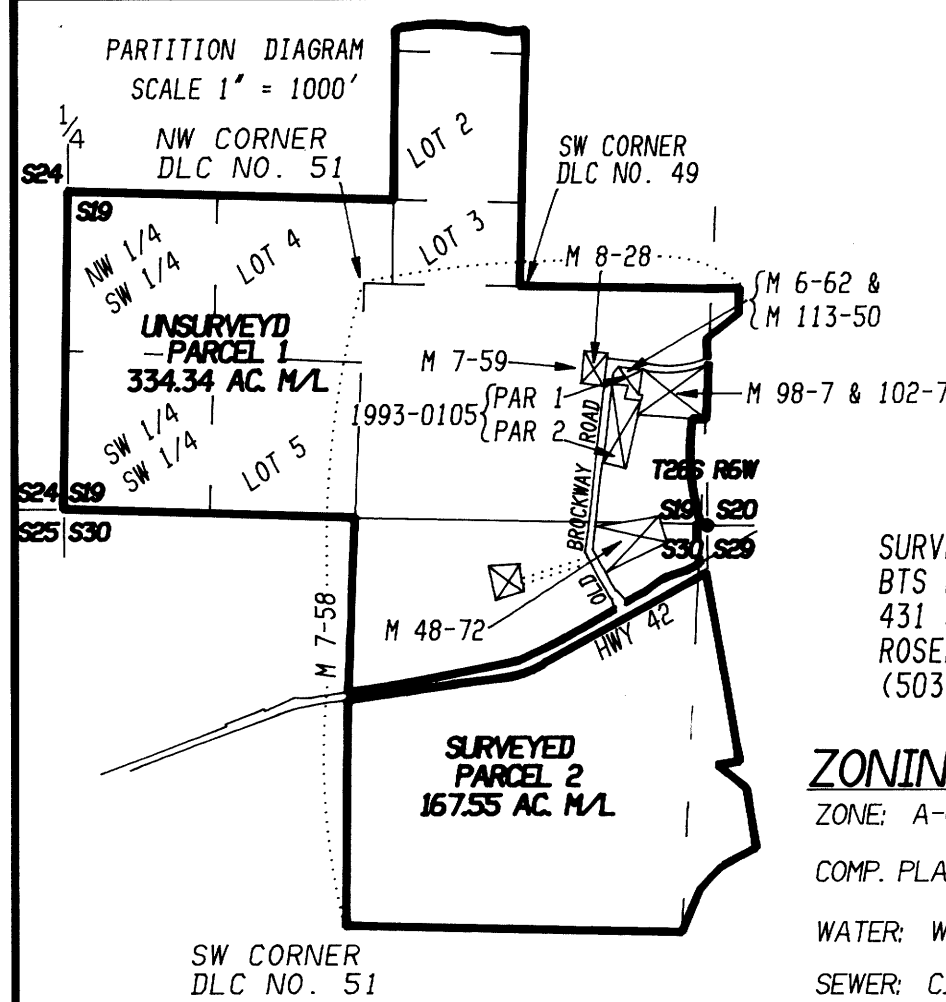 PARTITION DIAGRAM
SCALE 1" = 1000'
1/4
NW CORNER
DLC NO. 51
LOT 2
SW CORNER
DLC NO. 49
S24
S19
NW 1/4
SW 1/4
LOT 4
LOT 3
M 8-28
M 6-62 &
M 113-50
UNSURVEYD
PARCEL 1
334.34 AC. M/L
M 7-59
1993-0105
PAR 1
PAR 2
M 98-7 & 102-7
SW 1/4
SW 1/4
LOT 5
OLD BROCKWAY ROAD
T28S R6W
S24 S19
S25 S30
S19 S20
S30 S29
M 7-58
M 48-72
HWY 42
SURV
BTS
431
ROSE
(503
SURVEYED
PARCEL 2
167.55 AC. M/L
ZONIN
ZONE: A-
COMP. PLA
WATER: W
SEWER: C
SW CORNER
DLC NO. 51